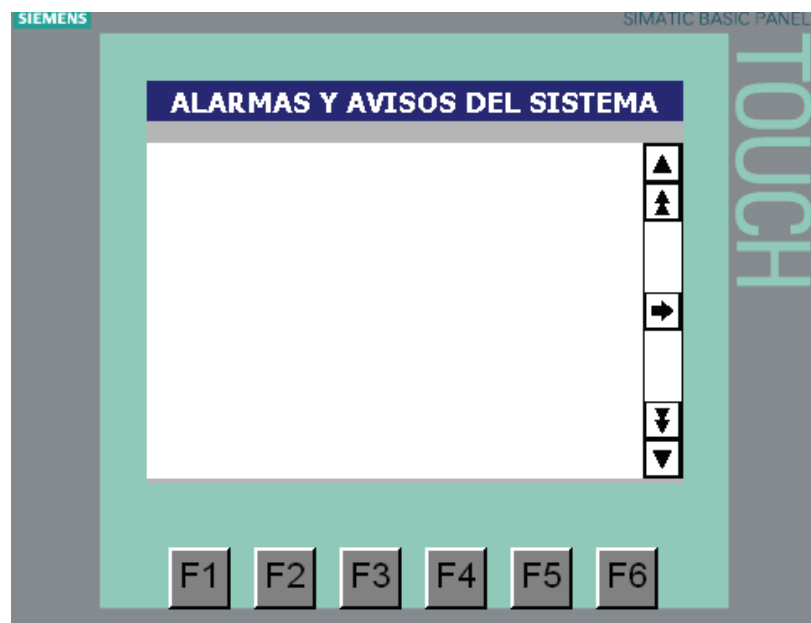 SIEMENS
SIMATIC BASIC PANEL
TOUCH
ALARMAS Y AVISOS DEL SISTEMA
F1 F2 F3 F4 F5 F6